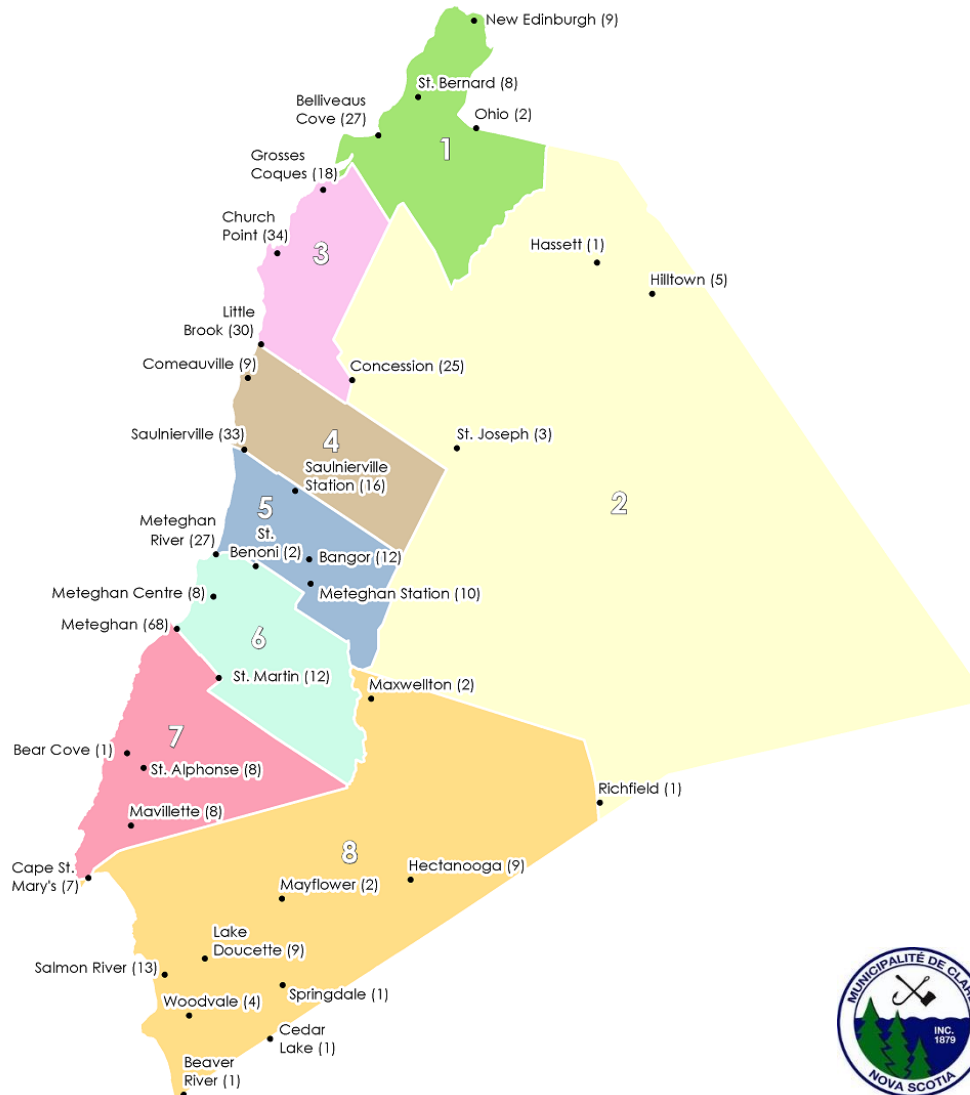 New Edinburgh (9)
St. Bernard (8)
Belliveaus
Cove (27)
Ohio (2)
1
Grosses
Coques (18)
Church
Point (34)
3
Hassett (1)
Hilltown (5)
Little
Brook (30)
Comeauville (9)
Concession (25)
Saulnierville (33)
4
St. Joseph (3)
Saulnierville
Station (16)
2
5
Meteghan
River (27)
St.
Benoni (2)
Bangor (12)
Meteghan Centre (8)
Meteghan Station (10)
Meteghan (68)
6
St. Martin (12)
Maxwellton (2)
7
Bear Cove (1)
St. Alphonse (8)
Richfield (1)
Mavillette (8)
8
Cape St.
Mary's (7)
Hectanooga (9)
Mayflower (2)
Lake
Doucette (9)
Salmon River (13)
Springdale (1)
Woodvale (4)
Cedar
Lake (1)
Beaver
River (1)
MUNICIPALITÉ DE CLARE
INC.
1879
NOVA SCOTIA